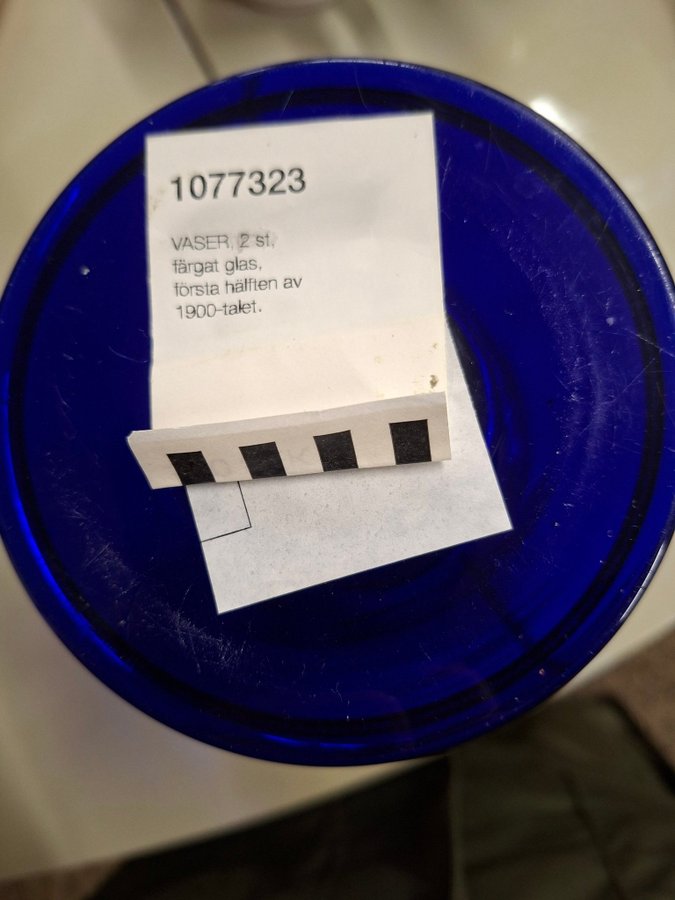 1077323
VASER, 2 st,
färgat glas,
första hälften av
1900-talet.